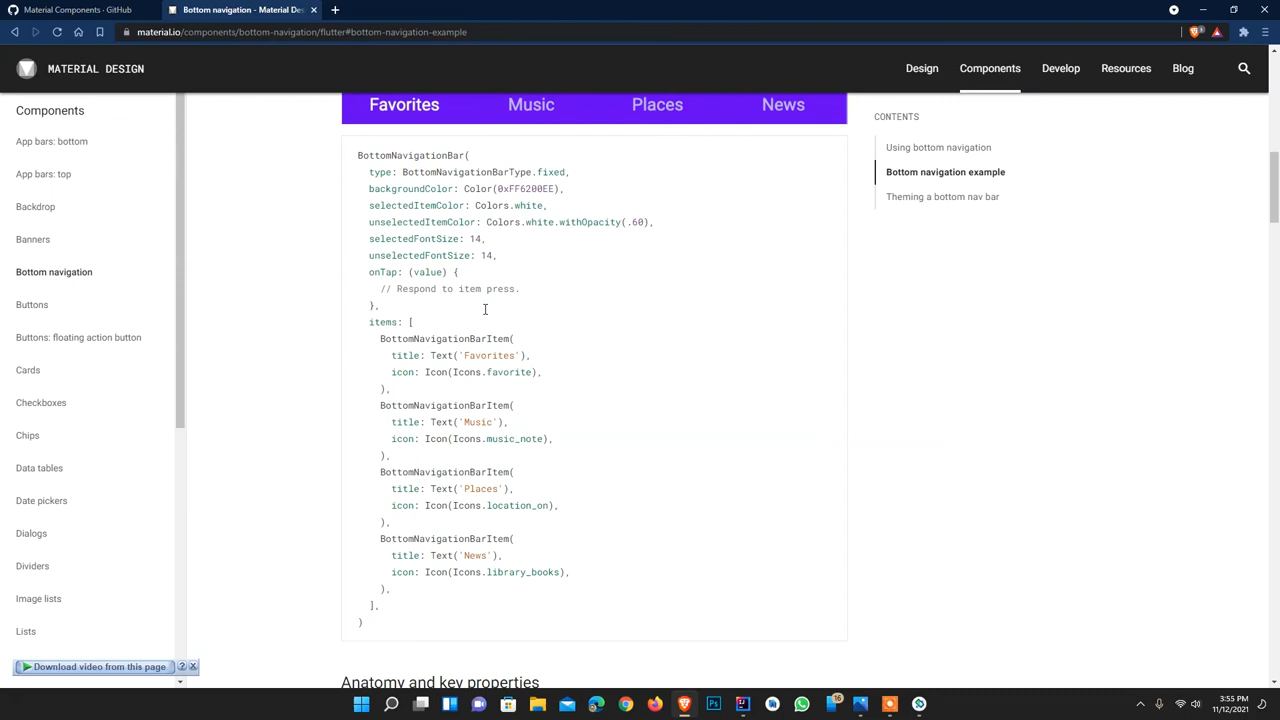 Material Components · GitHub
Bottom navigation - Material Des
material.io/components/bottom-navigation/flutter#bottom-navigation-example
MATERIAL DESIGN
Design
Components
Develop
Resources
Blog
Components
App bars: bottom
App bars: top
Backdrop
Banners
Bottom navigation
Buttons
Buttons: floating action button
Cards
Checkboxes
Chips
Data tables
Date pickers
Dialogs
Dividers
Image lists
Lists
Download video from this page
Favorites
Music
Places
News
BottomNavigationBar(
type: BottomNavigationBarType.fixed,
backgroundColor: Color(0xFF6200EE),
selectedItemColor: Colors.white,
unselectedItemColor: Colors.white.withOpacity(.60),
selectedFontSize: 14,
unselectedFontSize: 14,
onTap: (value) {
// Respond to item press.
},
items: [
BottomNavigationBarItem(
title: Text('Favorites'),
icon: Icon(Icons.favorite),
),
BottomNavigationBarItem(
title: Text('Music'),
icon: Icon(Icons.music_note),
),
BottomNavigationBarItem(
title: Text('Places'),
icon: Icon(Icons.location_on),
),
BottomNavigationBarItem(
title: Text('News'),
icon: Icon(Icons.library_books),
),
],
)
Anatomy and key properties
CONTENTS
Using bottom navigation
Bottom navigation example
Theming a bottom nav bar
Ps
16
3:55 PM
11/12/2021